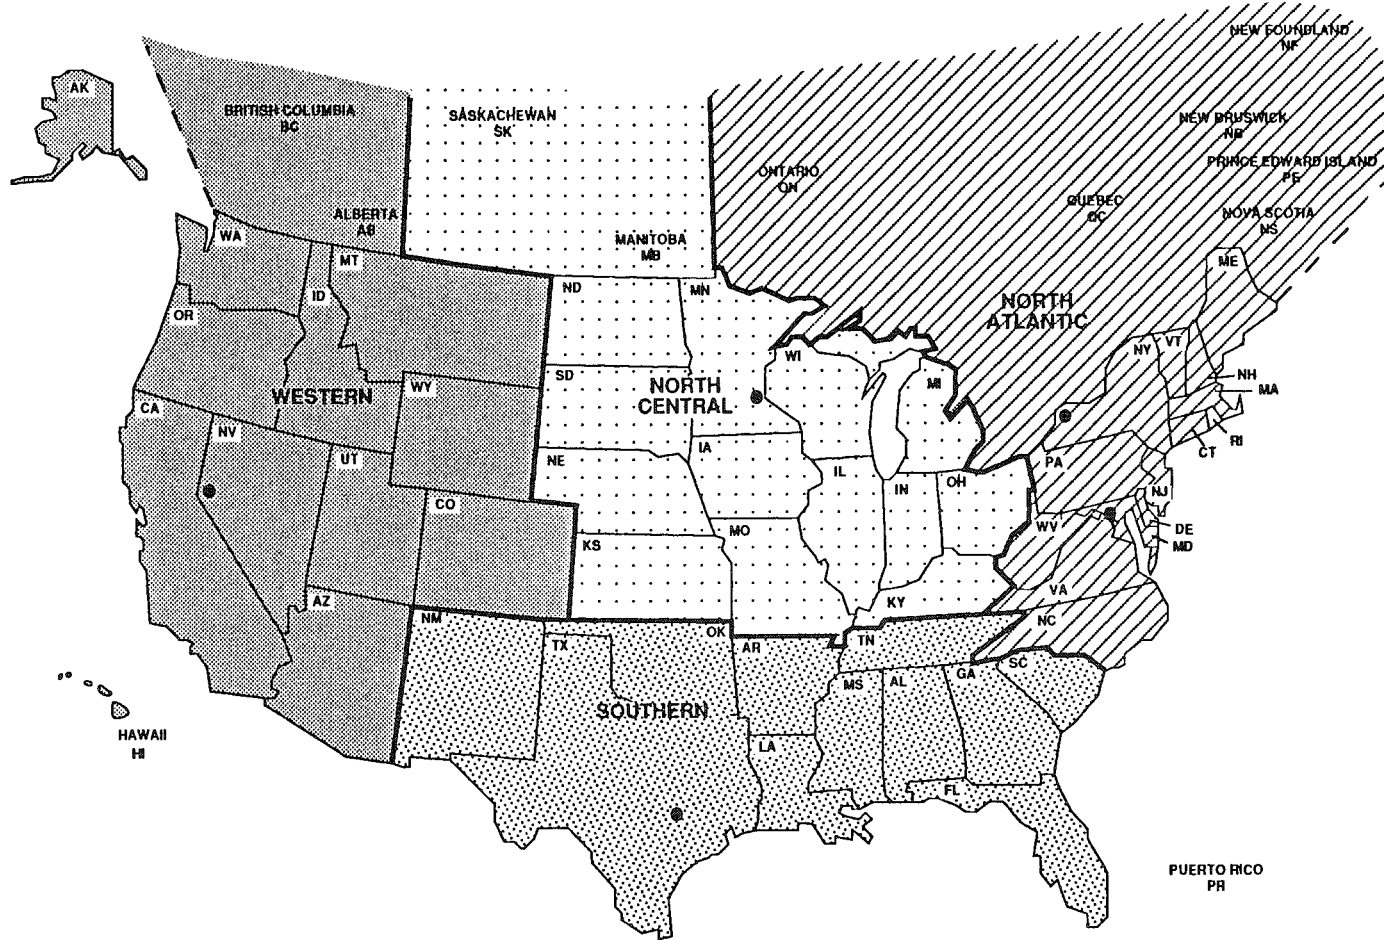 NEW FOUNDLAND
NF
AK
BRITISH COLUMBIA
BC
SASKACHEWAN
SK
NEW BRUSWICK
NB
PRINCE EDWARD ISLAND
PE
ONTARIO
ON
QUEBEC
QC
ALBERTA
AB
NOVA SCOTIA
NS
MANITOBA
MB
WA
MT
ME
ND
MN
ID
OR
NORTH
ATLANTIC
NY
VT
WI
SD
NH
MA
WY
NORTH
CENTRAL
MI
WESTERN
CA
NV
RI
CT
UT
IA
NE
IL
PA
IN
OH
NJ
CO
MO
WV
DE
MD
KS
VA
AZ
KY
NM
NC
OK
TN
TX
AR
SC
GA
MS
AL
SOUTHERN
HAWAII
HI
LA
FL
PUERTO RICO
PR